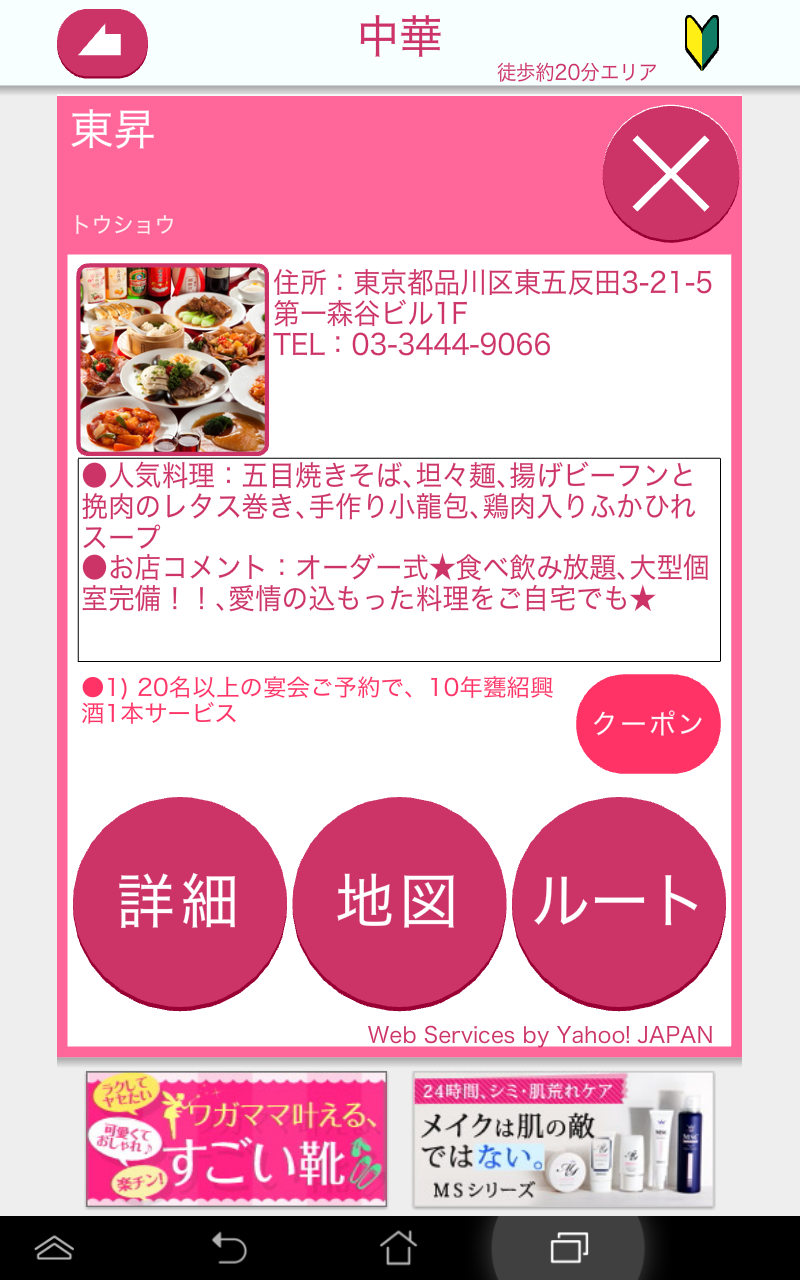 中華
徒歩約20分エリア
東昇
トウショウ
住所：東京都品川区東五反田3-21-5
第一森谷ビル1F
TEL：03-3444-9066
●人気料理：五目焼きそば、坦々麺、揚げビーフンと
挽肉のレタス巻き、手作り小龍包、鶏肉入りふかひれ
スープ
●お店コメント：オーダー式★食べ飲み放題、大型個
室完備！！、愛情の込もった料理をご自宅でも★
●1) 20名以上の宴会ご予約で、10年甕紹興
酒1本サービス
クーポン
詳細
地図
ルート
Web Services by Yahoo! JAPAN
ラクして
ヤセたい
可愛くて
おしゃれ♪
楽チン!
ワガママ叶える、
すごい靴
24時間、シミ・肌荒れケア
メイクは肌の敵
ではない。
MSシリーズ